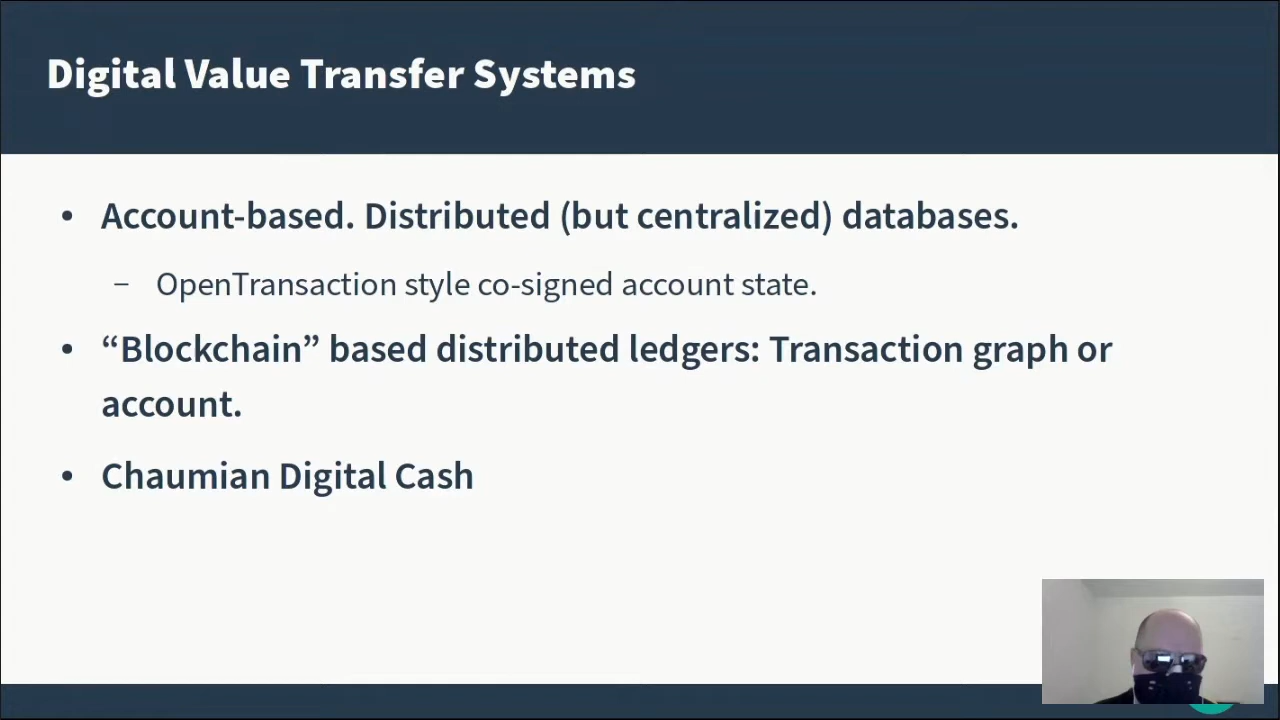 Digital Value Transfer Systems
• Account-based. Distributed (but centralized) databases.
– OpenTransaction style co-signed account state.
• “Blockchain” based distributed ledgers: Transaction graph or
account.
• Chaumian Digital Cash